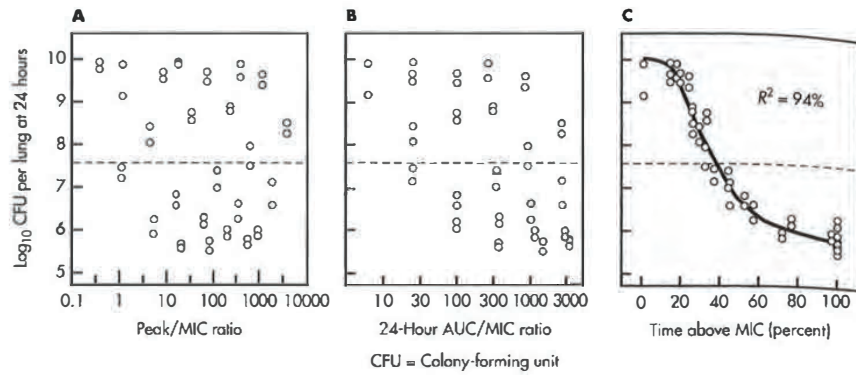 A
B
C
Log10 CFU per lung at 24 hours
10
9
8
7
6
5
0.1 1 10 100 1000 10000
Peak/MIC ratio
10 30 100 300 1000 3000
24-Hour AUC/MIC ratio
R² = 94%
0 20 40 60 80 100
Time above MIC (percent)
CFU = Colony-forming unit